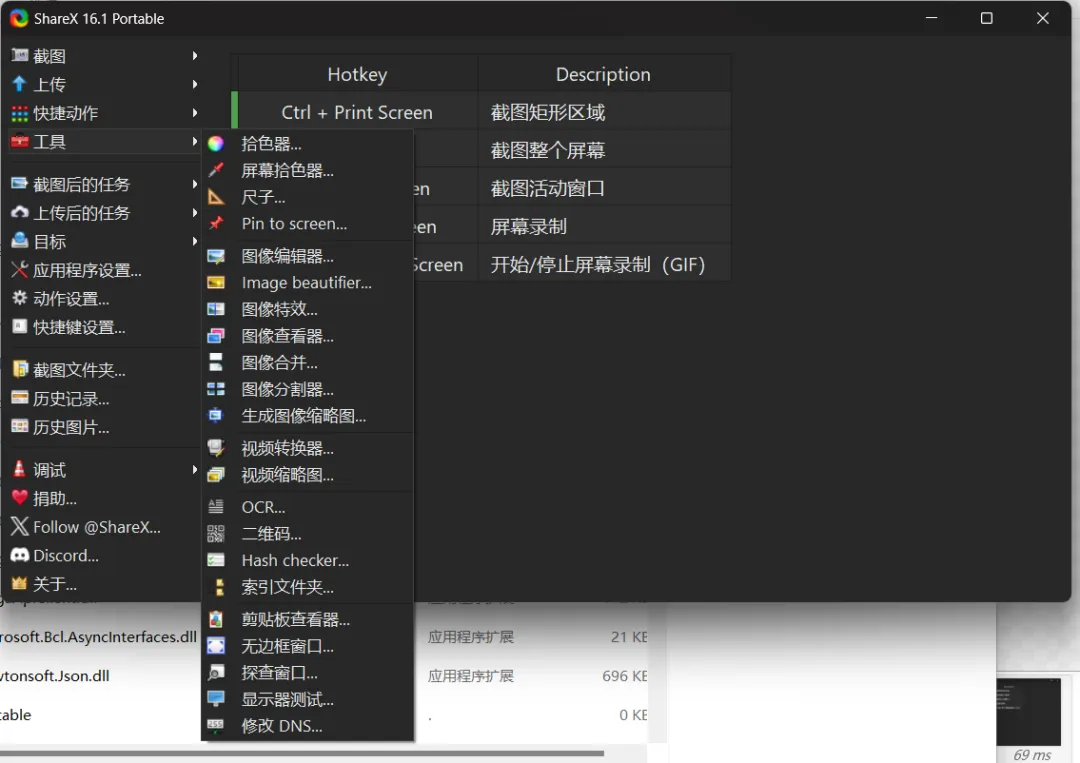 ShareX 16.1 Portable
截图
上传
快捷动作
工具
截图后的任务
上传后的任务
目标
应用程序设置...
动作设置...
快捷键设置...
截图文件夹...
历史记录...
历史图片...
调试
捐助...
Follow @ShareX...
Discord...
关于...
Hotkey Description
Ctrl + Print Screen 截图矩形区域
截图整个屏幕
en 截图活动窗口
een 屏幕录制
Screen 开始/停止屏幕录制（GIF）
拾色器...
屏幕拾色器...
尺子...
Pin to screen...
图像编辑器...
Image beautifier...
图像特效...
图像查看器...
图像合并...
图像分割器...
生成图像缩略图...
视频转换器...
视频缩略图...
OCR...
二维码...
Hash checker...
索引文件夹...
剪贴板查看器...
无边框窗口...
探查窗口...
显示器测试...
修改 DNS...
rosoft.Bcl.AsyncInterfaces.dll 应用程序扩展 21 KB
vtonsoft.Json.dll 应用程序扩展 696 KB
table . 0 KB
69 ms